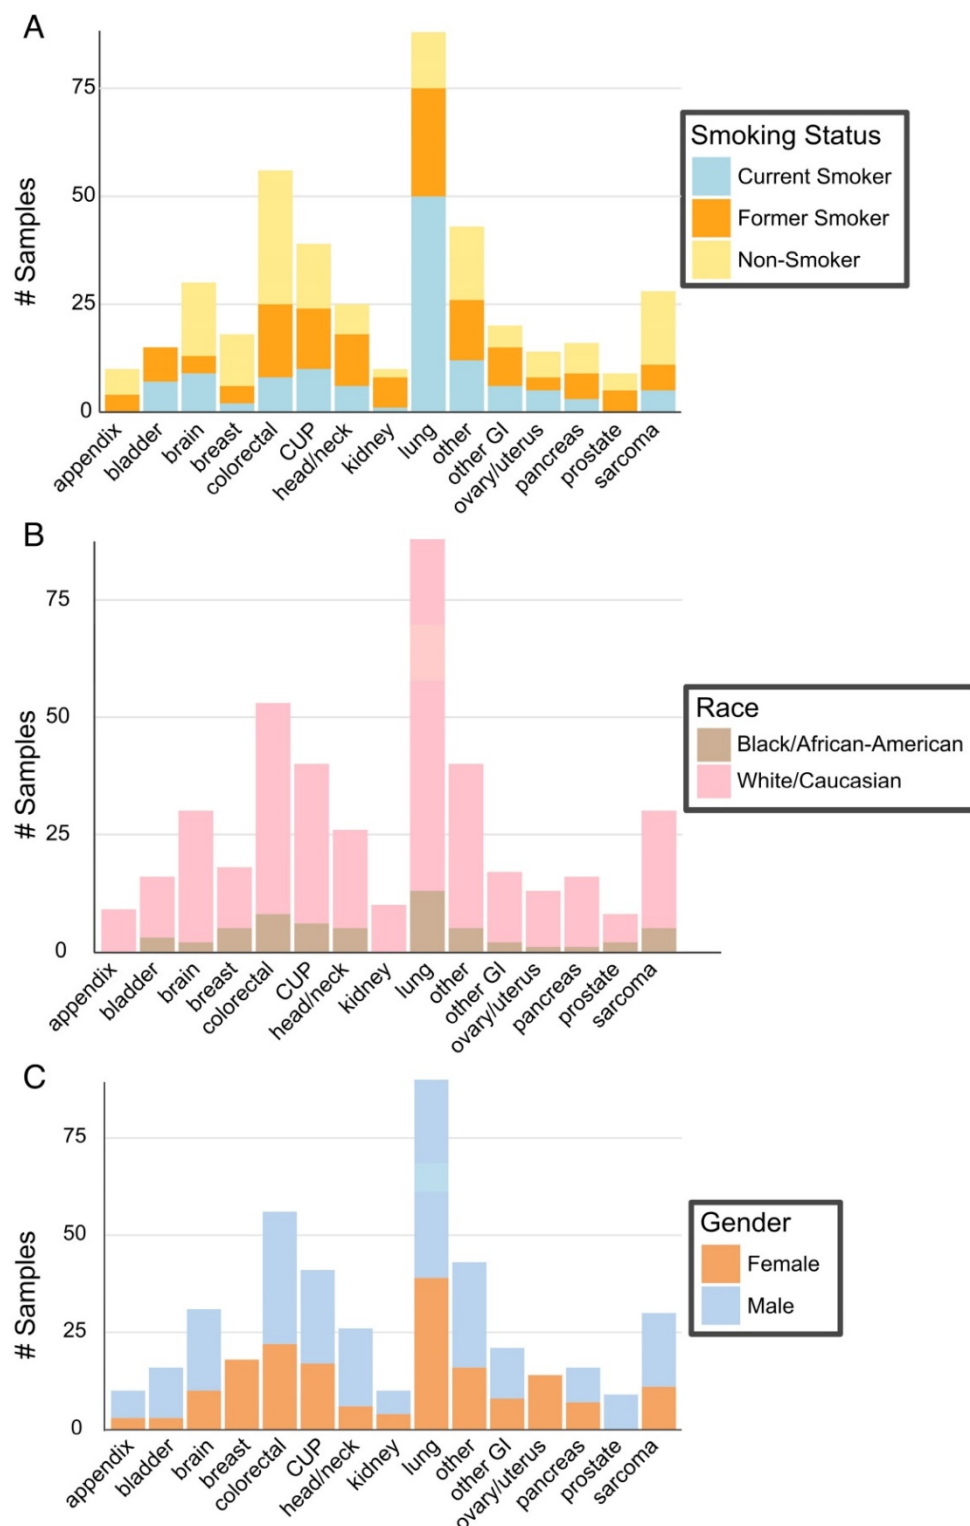 A
# Samples
75
50
25
0
appendix
bladder
brain
breast
colorectal
CUP
head/neck
kidney
lung
other
other GI
ovary/uterus
pancreas
prostate
sarcoma
Smoking Status
Current Smoker
Former Smoker
Non-Smoker
B
# Samples
75
50
25
0
appendix
bladder
brain
breast
colorectal
CUP
head/neck
kidney
lung
other
other GI
ovary/uterus
pancreas
prostate
sarcoma
Race
Black/African-American
White/Caucasian
C
# Samples
75
50
25
0
appendix
bladder
brain
breast
colorectal
CUP
head/neck
kidney
lung
other
other GI
ovary/uterus
pancreas
prostate
sarcoma
Gender
Female
Male